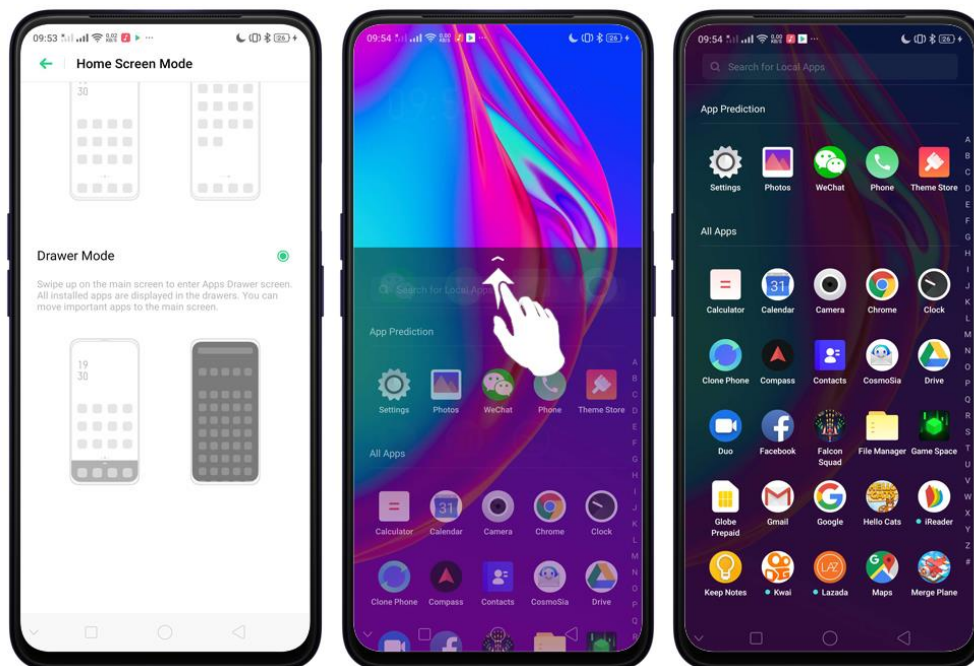 09:53
Home Screen Mode
19
30
Drawer Mode
Swipe up on the main screen to enter Apps Drawer screen.
All installed apps are displayed in the drawers. You can
move important apps to the main screen.
19
30
09:54
Search for Local Apps
App Prediction
Settings Photos WeChat Phone Theme Store
All Apps
31
Calculator Calendar Camera Chrome Clock
Clone Phone Compass Contacts CosmoSia Drive
A
B
C
D
E
F
G
H
I
J
K
L
M
N
O
P
Q
09:54
Search for Local Apps
App Prediction
Settings Photos WeChat Phone Theme Store
All Apps
31
Calculator Calendar Camera Chrome Clock
Clone Phone Compass Contacts CosmoSia Drive
Duo Facebook Falcon Squad File Manager Game Space
Globe Prepaid Gmail Google Hello Cats iReader
LAZ
Keep Notes Kwai Lazada Maps Merge Plane
A
B
C
D
E
F
G
H
I
J
K
L
M
N
O
P
Q
R
S
T
U
V
W
X
Y
Z
#